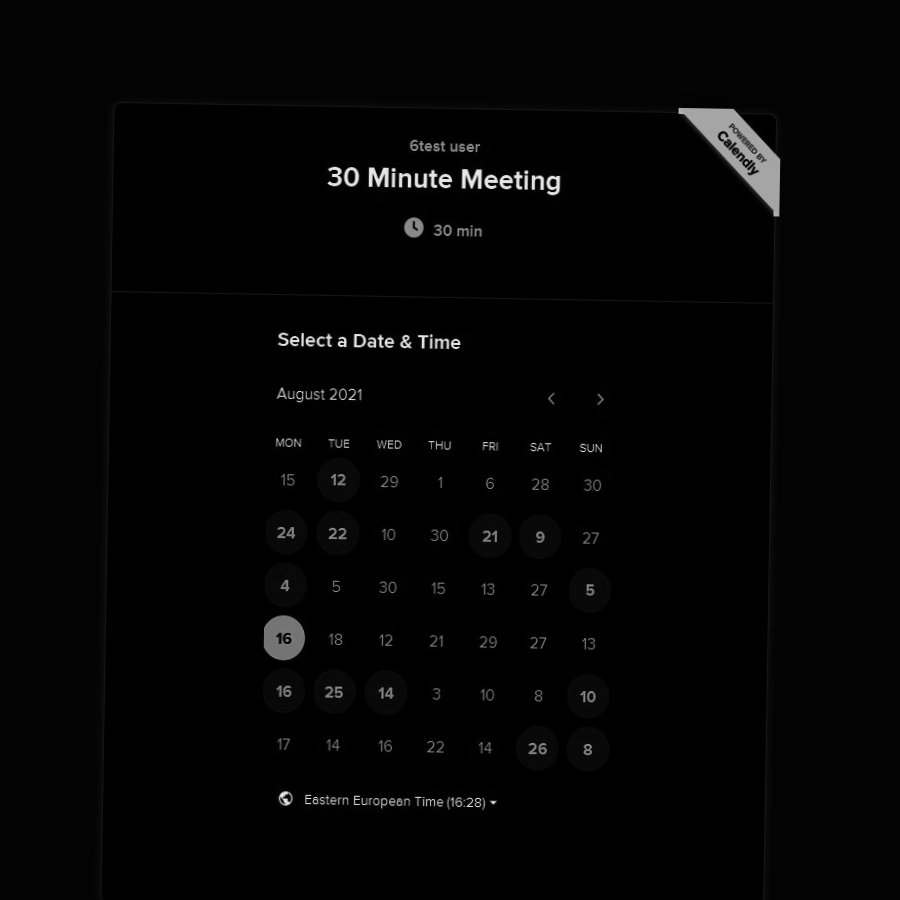 POWERED BY
Calendly
6test user
30 Minute Meeting
30 min
Select a Date & Time
August 2021
MON TUE WED THU FRI SAT SUN
15 12 29 1 6 28 30
24 22 10 30 21 9 27
4 5 30 15 13 27 5
16 18 12 21 29 27 13
16 25 14 3 10 8 10
17 14 16 22 14 26 8
Eastern European Time (16:28)